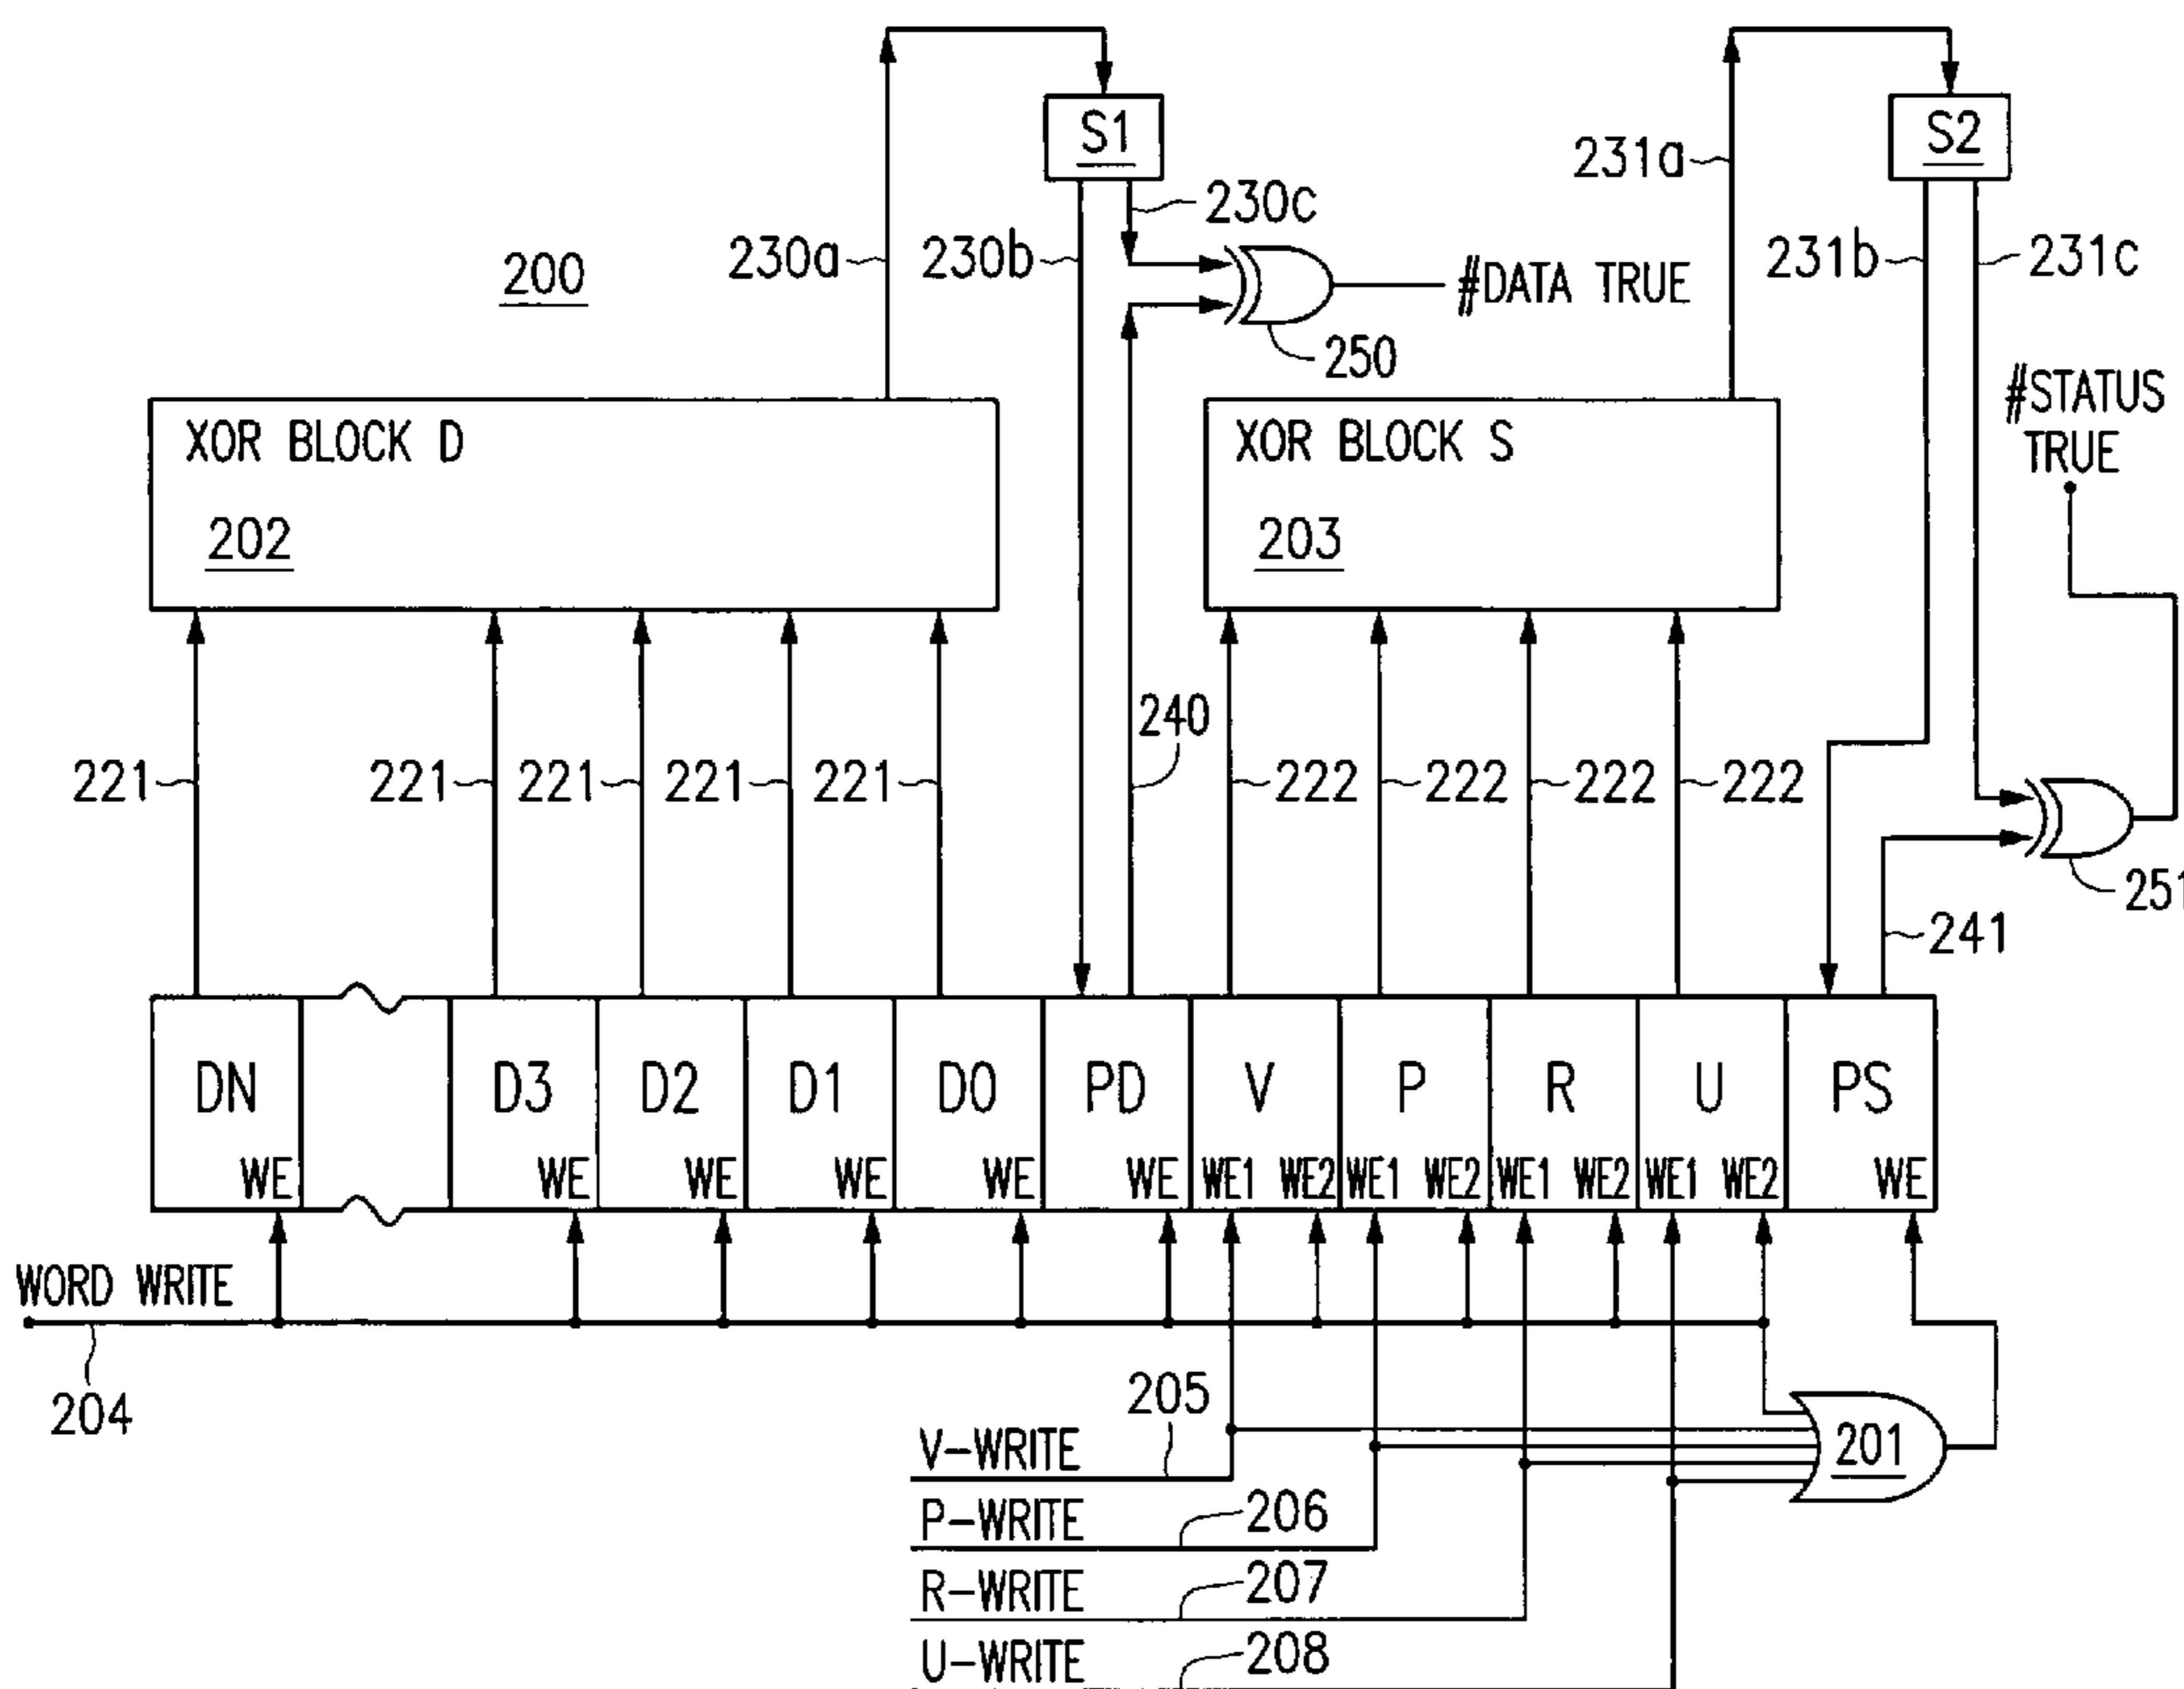 S1
S2
231a
230c
200
230a
230b
231b
231c
#DATA TRUE
250
#STATUS
TRUE
XOR BLOCK D
XOR BLOCK S
202
203
240
221
221
221
221
221
222
222
222
222
251
241
DN
D3
D2
D1
D0
PD
V
P
R
U
PS
WE
WE
WE
WE
WE
WE
WE1
WE2
WE1
WE2
WE1
WE2
WE1
WE2
WE
WORD WRITE
204
205
V-WRITE
201
P-WRITE
206
R-WRITE
207
U-WRITE
208